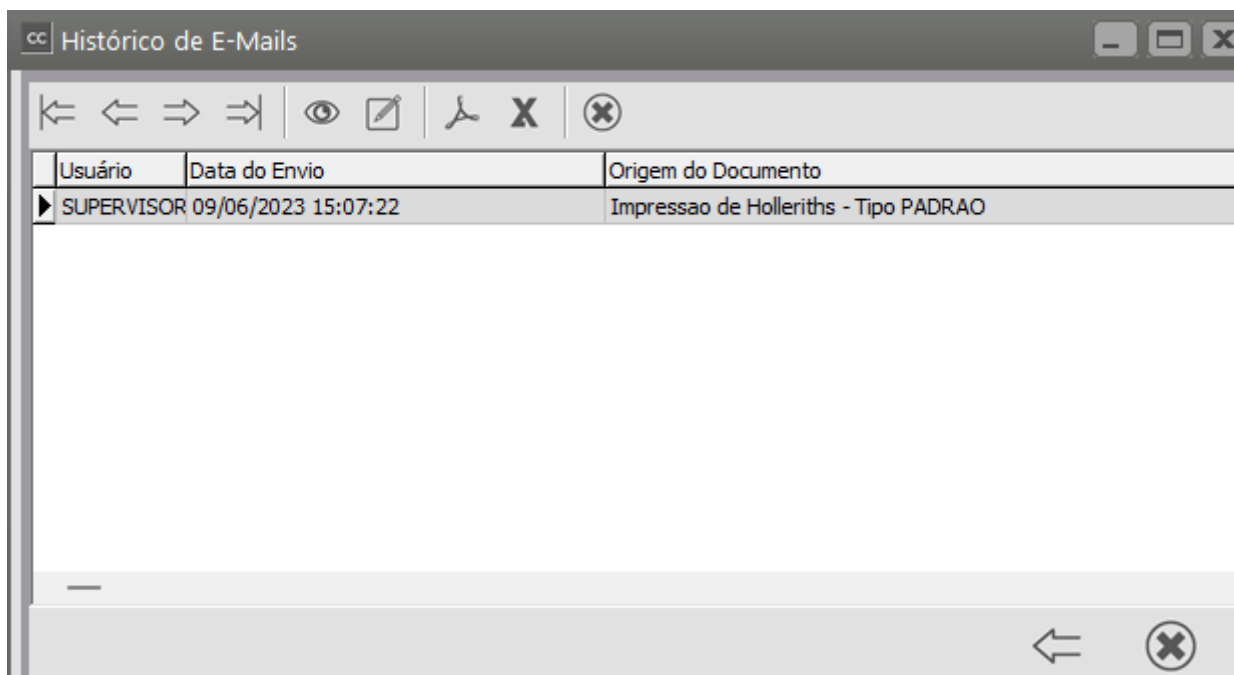 cc Histórico de E-Mails
Usuário Data do Envio Origem do Documento
SUPERVISOR 09/06/2023 15:07:22 Impressao de Holleriths - Tipo PADRAO